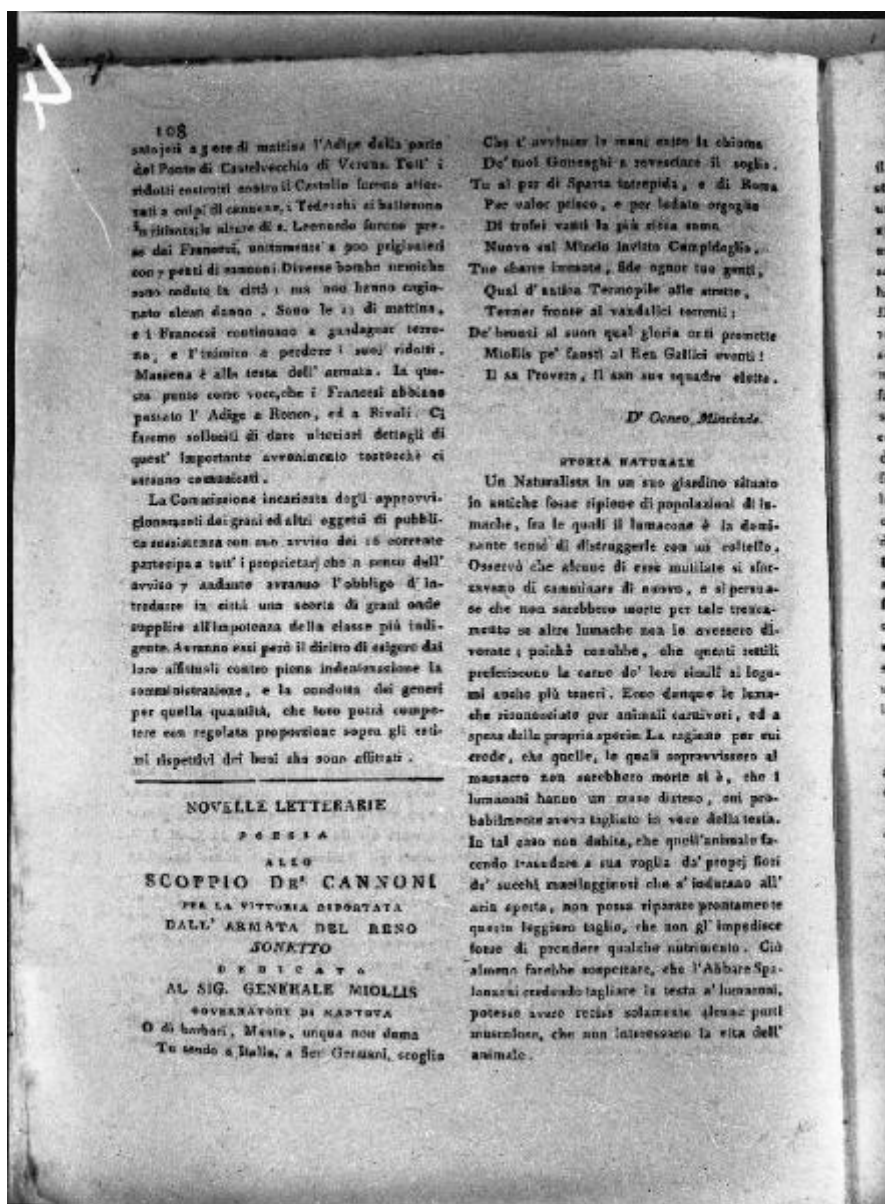 4
108
sato jeri a 3 ore di mattina l'Adige dalla parte
del Ponte di Castelvecchio di Verona. Tutt' i
ridotti costrutti contro il Castello furono atter-
rati a colpi di cannone, i Tedeschi si batterono
in ritirata; le alture di s. Leonardo furono pre-
se dai Francesi, unitamente a 900 prigionieri
con 7 pezzi di cannoni. Diverse bombe nemiche
sono cadute in città; ma non hanno cagio-
nato alcun danno. Sono le 23 di mattina,
e i Francesi continuano a guadagnar terre-
no, e l'inimico a perdere i suoi ridotti.
Massena è alla testa dell' armata. In que-
sto punto corre voce, che i Francesi abbiano
passato l' Adige a Ronco, ed a Rivoli. Ci
faremo solleciti di dare ulteriori dettagli di
quest' importante avvenimento tostocchè ci
saranno comunicati.
La Commissione incaricata degli approvvi-
gionamenti dei grani ed altri oggetti di pubbli-
ca sussistenza con suo avviso dei 16 corrente
partecipa a tutt' i proprietarj che a senso dell'
avviso 7 andante avranno l'obbligo d' in-
trodurre in città una scorta di grani onde
supplire all'impotenza della classe più indi-
gente. Avranno essi però il diritto di esigere dai
loro affittuali contro piena indennizzazione la
somministrazione, e la condotta dei generi
per quella quantità, che loro potrà compe-
tere con regolata proporzione sopra gli esti-
mi rispettivi dei beni che sono affittati.
NOVELLE LETTERARIE
POESIA
ALLO
SCOPPIO DE' CANNONI
PER LA VITTORIA RIPORTATA
DALL' ARMATA DEL RENO
SONETTO
DEDICATO
AL SIG. GENERALE MIOLLIS
GOVERNATORE DI MANTOVA
O di barbari, Manto, unqua non doma
Tu sendo a Italia, a Ser Germani, scoglio
Che t' avvincer le mani entro la chioma
De' tuoi Gonzaghi a rovesciare il soglio.
Tu al par di Sparta intrepida, e di Roma
Per valor prisco, e per lodato orgoglio
Di trofei vanti la più ricca soma
Nuovo sul Mincio invitto Campidoglio.
Tue chiare imprese, fide ognor tue genti,
Qual d' antica Termopile alle strette,
Tenner fronte ai vandalici torrenti:
De' bronzi al suon qual gloria or ti promette
Miollis pe' fausti al Ren Gallici eventi!
Il sa Provera, il san sue squadre elette.
D' Ocneo Mincinde.
STORIA NATURALE
Un Naturalista in un suo giardino situato
in antiche fosse ripiene di popolazioni di lu-
mache, fra le quali il lumacone è la domi-
nante tentò di distruggerle con un coltello.
Osservò che alcune di esse mutilate si sfor-
zavano di camminare di nuovo, e si persua-
se che non sarebbero morte per tale tronca-
mento se altre lumache non le avessero di-
vorate; poichè conobbe, che questi rettili
preferiscono la carne de' loro simili ai legu-
mi anche più teneri. Ecco dunque le luma-
che riconosciute per animali carnivori, ed a
spese della propria specie. La ragione per cui
crede, che quelle, le quali sopravvissero al
massacro non sarebbero morte si è, che i
lumaconi hanno un muso disteso, cui pro-
babilmente aveva tagliato in vece della testa.
In tal caso non dubita, che quell'animale fa-
cendo trasudare a sua voglia da' proprj fiori
de' succhi mucilagginosi che s' indurano all'
aria aperta, non possa riparare prontamente
questo leggiero taglio, che non gl' impedisce
forse di prendere qualche nutrimento. Ciò
almeno farebbe sospettare, che l'Abbate Spa-
lanzani credendo tagliare la testa a' lumaconi,
potesse avere reciso solamente alcune parti
muscolose, che non interessano la vita dell'
animale.